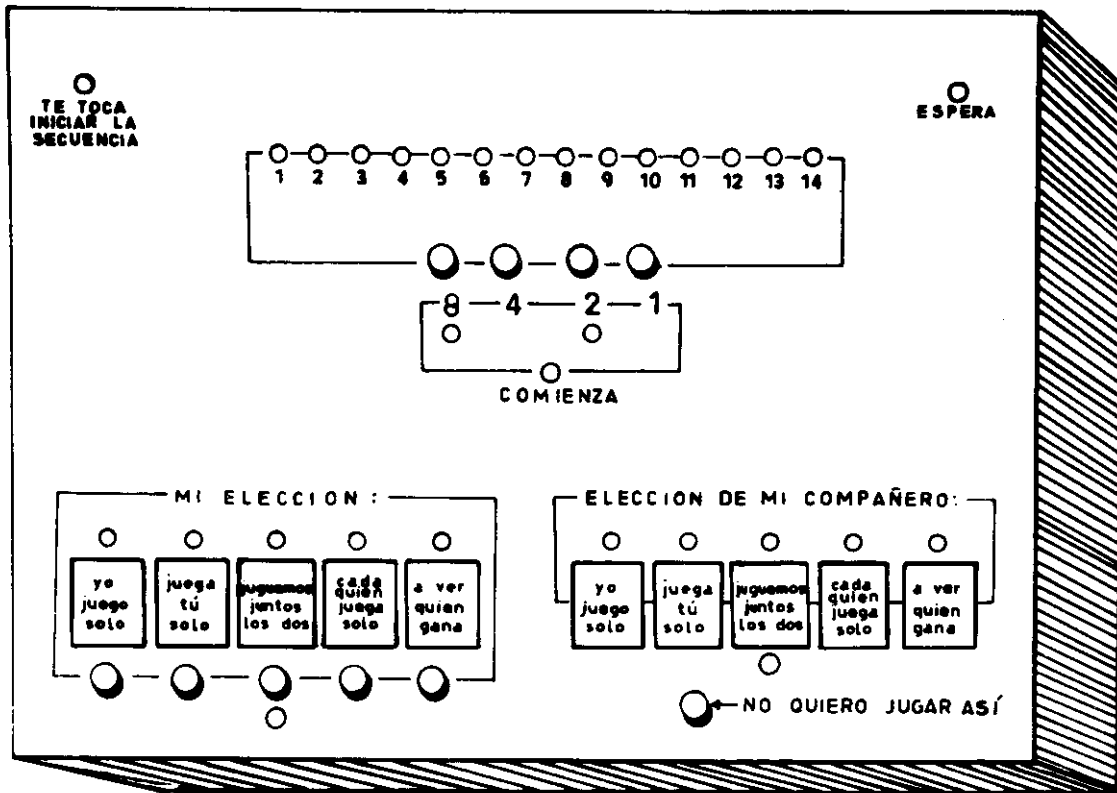 TE TOCA
INICIAR LA
SECUENCIA
ESPERA
1 2 3 4 5 6 7 8 9 10 11 12 13 14
8 4 2 1
COMIENZA
MI ELECCION :
yo
juego
solo
juega
tú
solo
juguemos
juntos
los dos
cada
quien
juega
solo
a ver
quien
gana
ELECCION DE MI COMPAÑERO:
yo
juego
solo
juega
tú
solo
juguemos
juntos
los dos
cada
quien
juega
solo
a ver
quien
gana
NO QUIERO JUGAR ASÍ